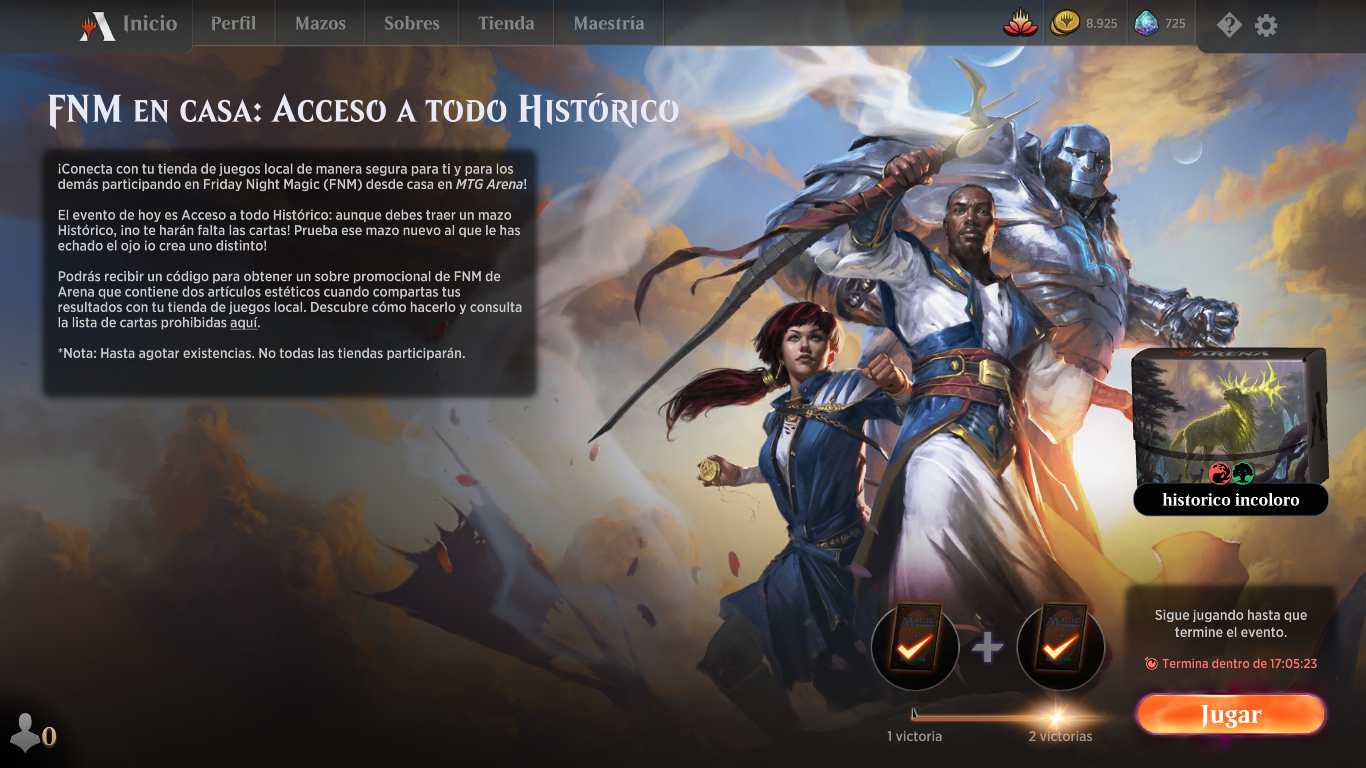 Inicio
Perfil
Mazos
Sobres
Tienda
Maestría
8.925
725
FNM en casa: Acceso a todo Histórico
¡Conecta con tu tienda de juegos local de manera segura para ti y para los
demás participando en Friday Night Magic (FNM) desde casa en MTG Arena!
El evento de hoy es Acceso a todo Histórico: aunque debes traer un mazo
Histórico, ¡no te harán falta las cartas! Prueba ese mazo nuevo al que le has
echado el ojo ¡o crea uno distinto!
Podrás recibir un código para obtener un sobre promocional de FNM de
Arena que contiene dos artículos estéticos cuando compartas tus
resultados con tu tienda de juegos local. Descubre cómo hacerlo y consulta
la lista de cartas prohibidas aquí.
*Nota: Hasta agotar existencias. No todas las tiendas participarán.
ARENA
historico incoloro
Magic
Magic
Sigue jugando hasta que
termine el evento.
Termina dentro de 17:05:23
Jugar
1 victoria
2 victorias
0